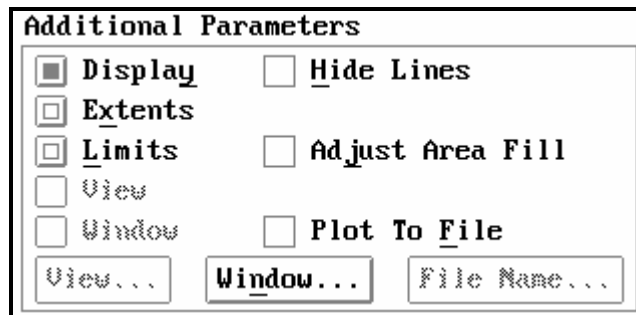 Additional Parameters
Display Hide Lines
Extents
Limits Adjust Area Fill
View
Window Plot To File
View... Window... File Name...